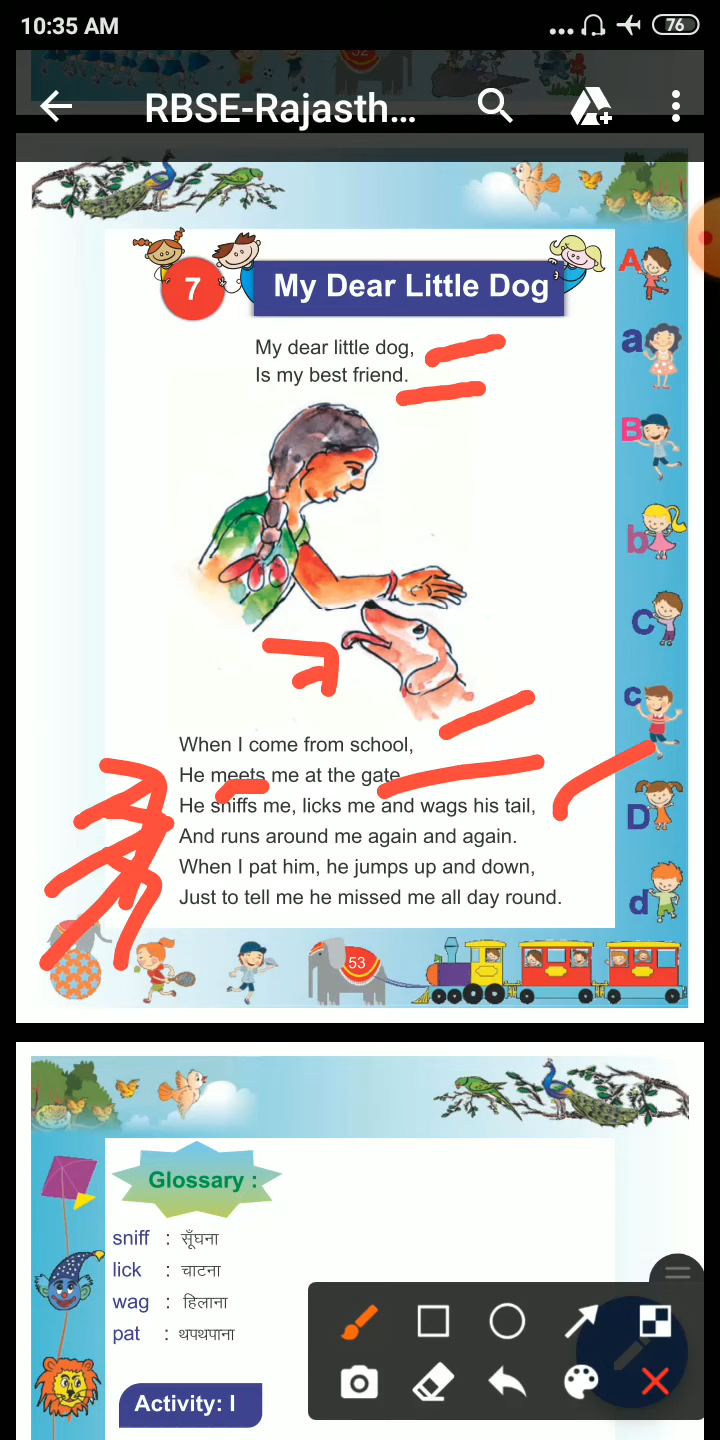 10:35 AM
76
32
RBSE-Rajasth...
7
My Dear Little Dog
My dear little dog,
Is my best friend.
A
a
B
b
C
c
D
d
When I come from school,
He meets me at the gate
He sniffs me, licks me and wags his tail,
And runs around me again and again.
When I pat him, he jumps up and down,
Just to tell me he missed me all day round.
53
Glossary :
sniff : सूँघना
lick : चाटना
wag : हिलाना
pat : थपथपाना
Activity: I